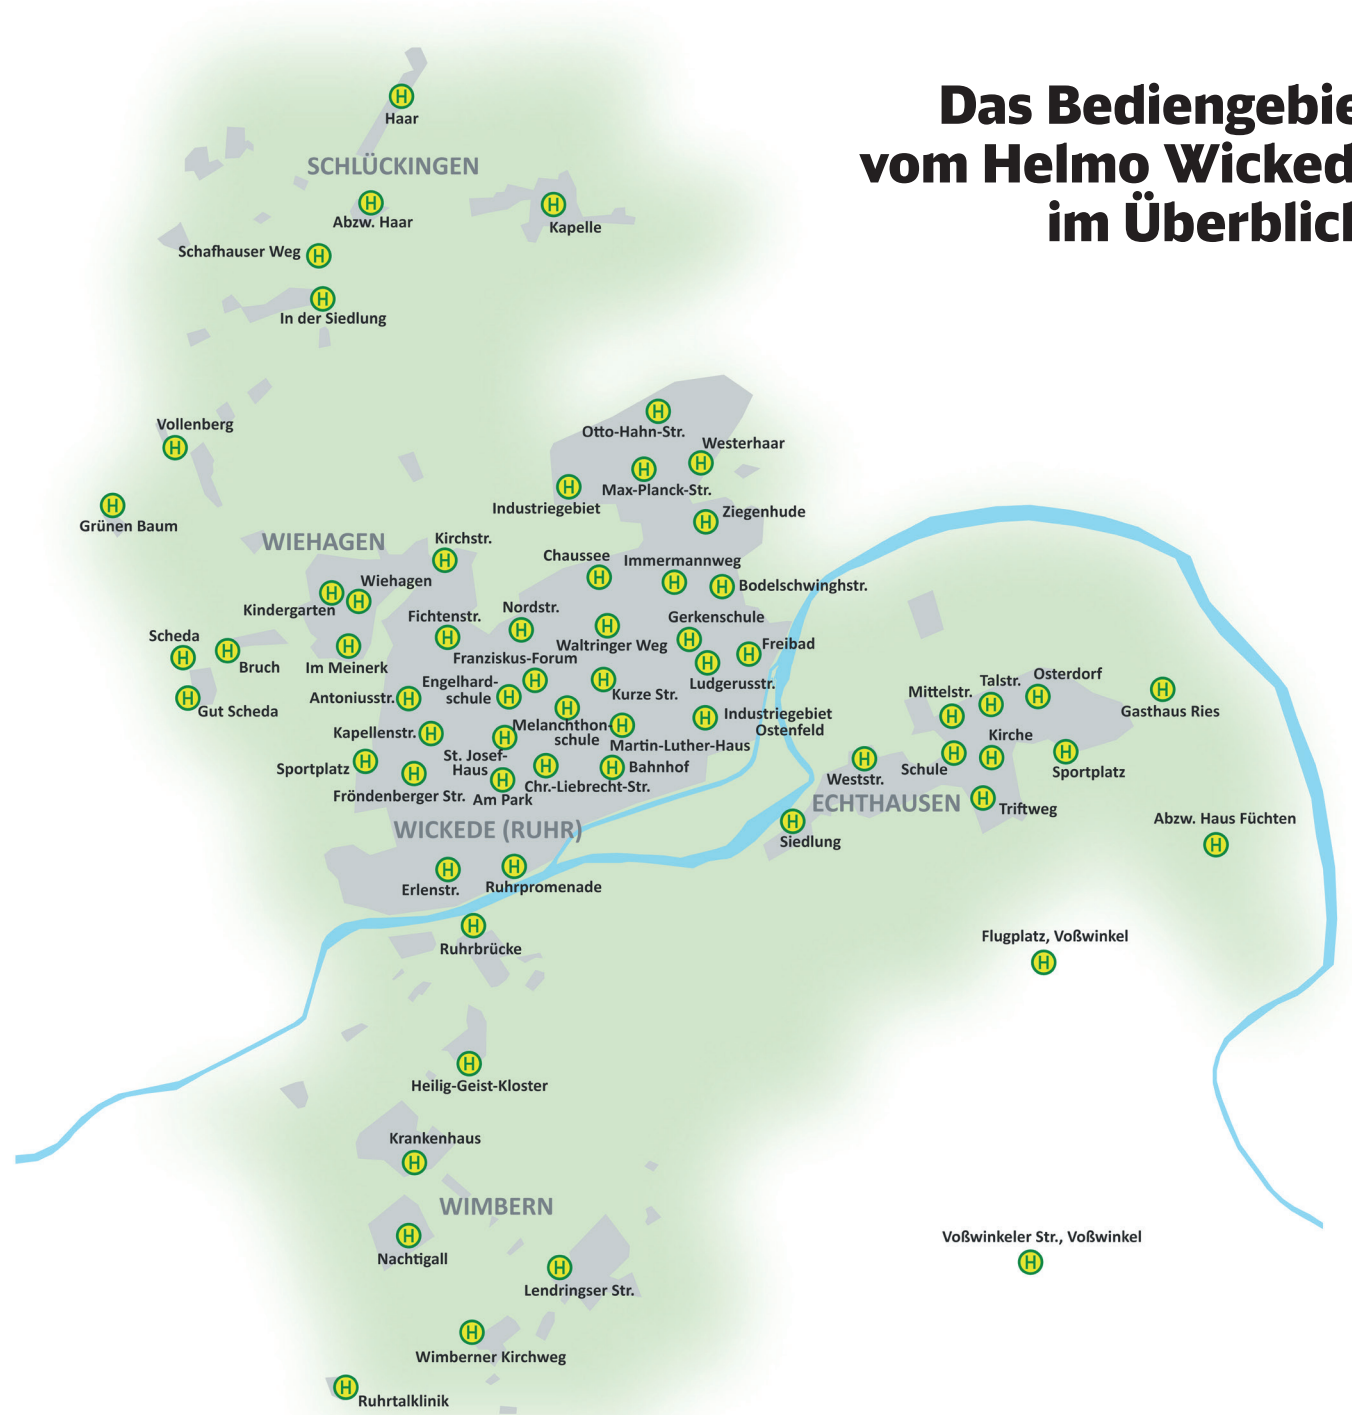 Das Bediengebie
vom Helmo Wicked
im Überblick
H
Haar
SCHLÜCKINGEN
H
Abzw. Haar
H
Kapelle
Schafhauser Weg H
H
In der Siedlung
Vollenberg
H
H
Grünen Baum
H
Otto-Hahn-Str.
Westerhaar
H
H
Max-Planck-Str.
H
Industriegebiet
H Ziegenhude
WIEHAGEN
Kirchstr.
H
Chaussee
H
Immermannweg
H
H Bodelschwinghstr.
Wiehagen
H
H
Kindergarten
Fichtenstr.
H
Nordstr.
H
H
Waltringer Weg
Gerkenschule
H
H Freibad
H
Ludgerusstr.
Scheda
H
H
Bruch
H
Im Meinerk
H
Gut Scheda
Franziskus-Forum
H
Engelhard-
schule
H
H
Kurze Str.
Antoniusstr. H
Kapellenstr. H
H
Melanchthon-
schule
H
Martin-Luther-Haus
H Industriegebiet
Ostenfeld
H
St. Josef-
Haus
Sportplatz H
H
Fröndenberger Str.
H
Am Park
H
Chr.-Liebrecht-Str.
H Bahnhof
WICKEDE (RUHR)
H
Erlenstr.
H
Ruhrpromenade
H
Ruhrbrücke
Mittelstr.
H
Talstr.
H
Osterdorf
H
H
Gasthaus Ries
Kirche
H
Schule
H
H
Sportplatz
H
Weststr.
ECHTHAUSEN
H
Triftweg
H
Siedlung
Abzw. Haus Füchten
H
Flugplatz, Voßwinkel
H
H
Heilig-Geist-Kloster
Krankenhaus
H
WIMBERN
H
Nachtigall
H
Lendringser Str.
Voßwinkeler Str., Voßwinkel
H
H
Wimberner Kirchweg
H
Ruhrtalklinik